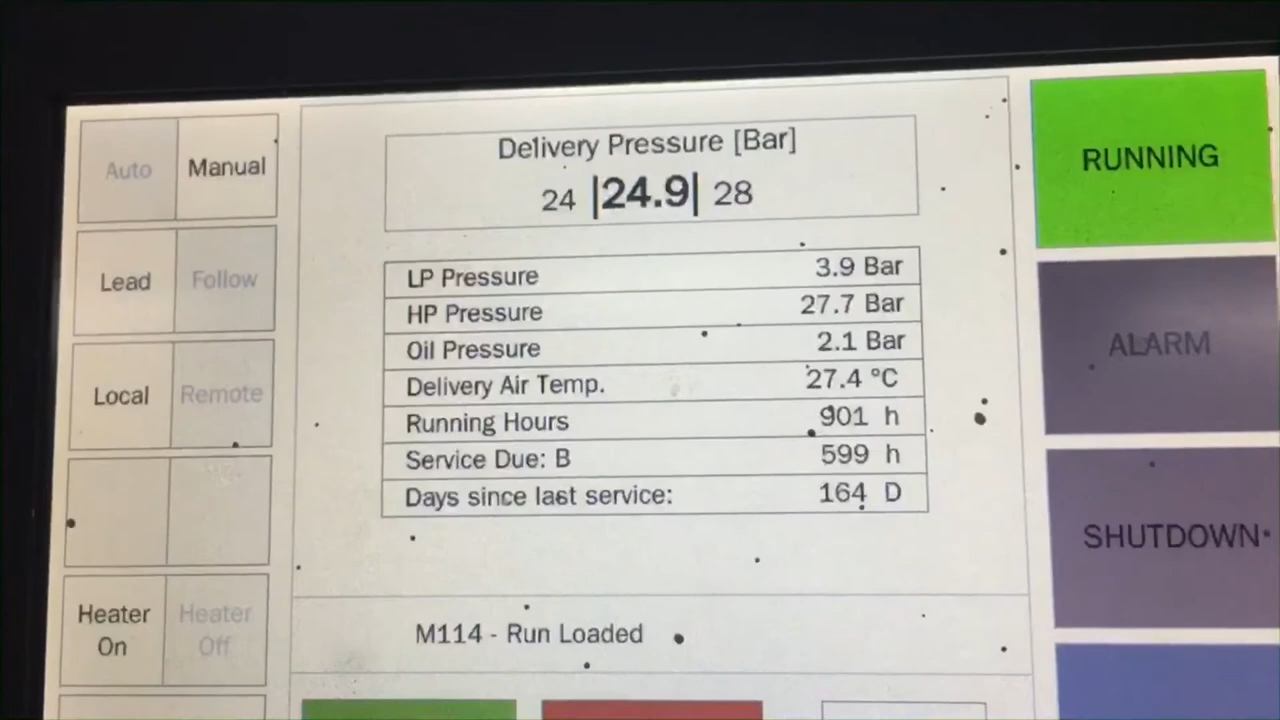 Auto Manual
Lead Follow
Local Remote
Heater On Heater Off
Delivery Pressure [Bar]
24 |24.9| 28
LP Pressure 3.9 Bar
HP Pressure 27.7 Bar
Oil Pressure 2.1 Bar
Delivery Air Temp. 27.4 °C
Running Hours 901 h
Service Due: B 599 h
Days since last service: 164 D
M114 - Run Loaded
RUNNING
ALARM
SHUTDOWN